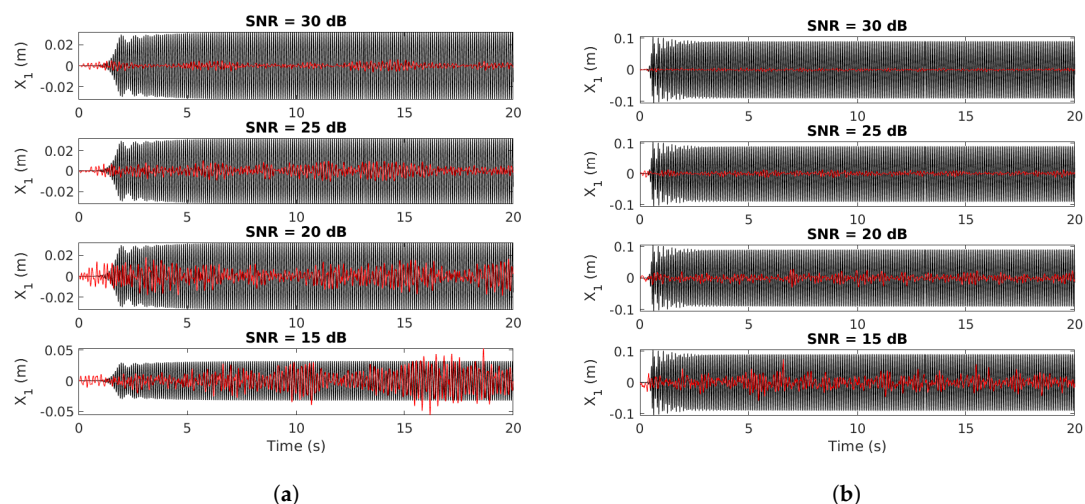 SNR = 30 dB
0.02
0
-0.02
X1 (m)
0 5 10 15 20
SNR = 25 dB
0.02
0
-0.02
X1 (m)
0 5 10 15 20
SNR = 20 dB
0.02
0
-0.02
X1 (m)
0 5 10 15 20
SNR = 15 dB
0.05
0
-0.05
X1 (m)
0 5 10 15 20
Time (s)
(a)
SNR = 30 dB
0.1
0
-0.1
X1 (m)
0 5 10 15 20
SNR = 25 dB
0.1
0
-0.1
X1 (m)
0 5 10 15 20
SNR = 20 dB
0.1
0
-0.1
X1 (m)
0 5 10 15 20
SNR = 15 dB
0.1
0
-0.1
X1 (m)
0 5 10 15 20
Time (s)
(b)